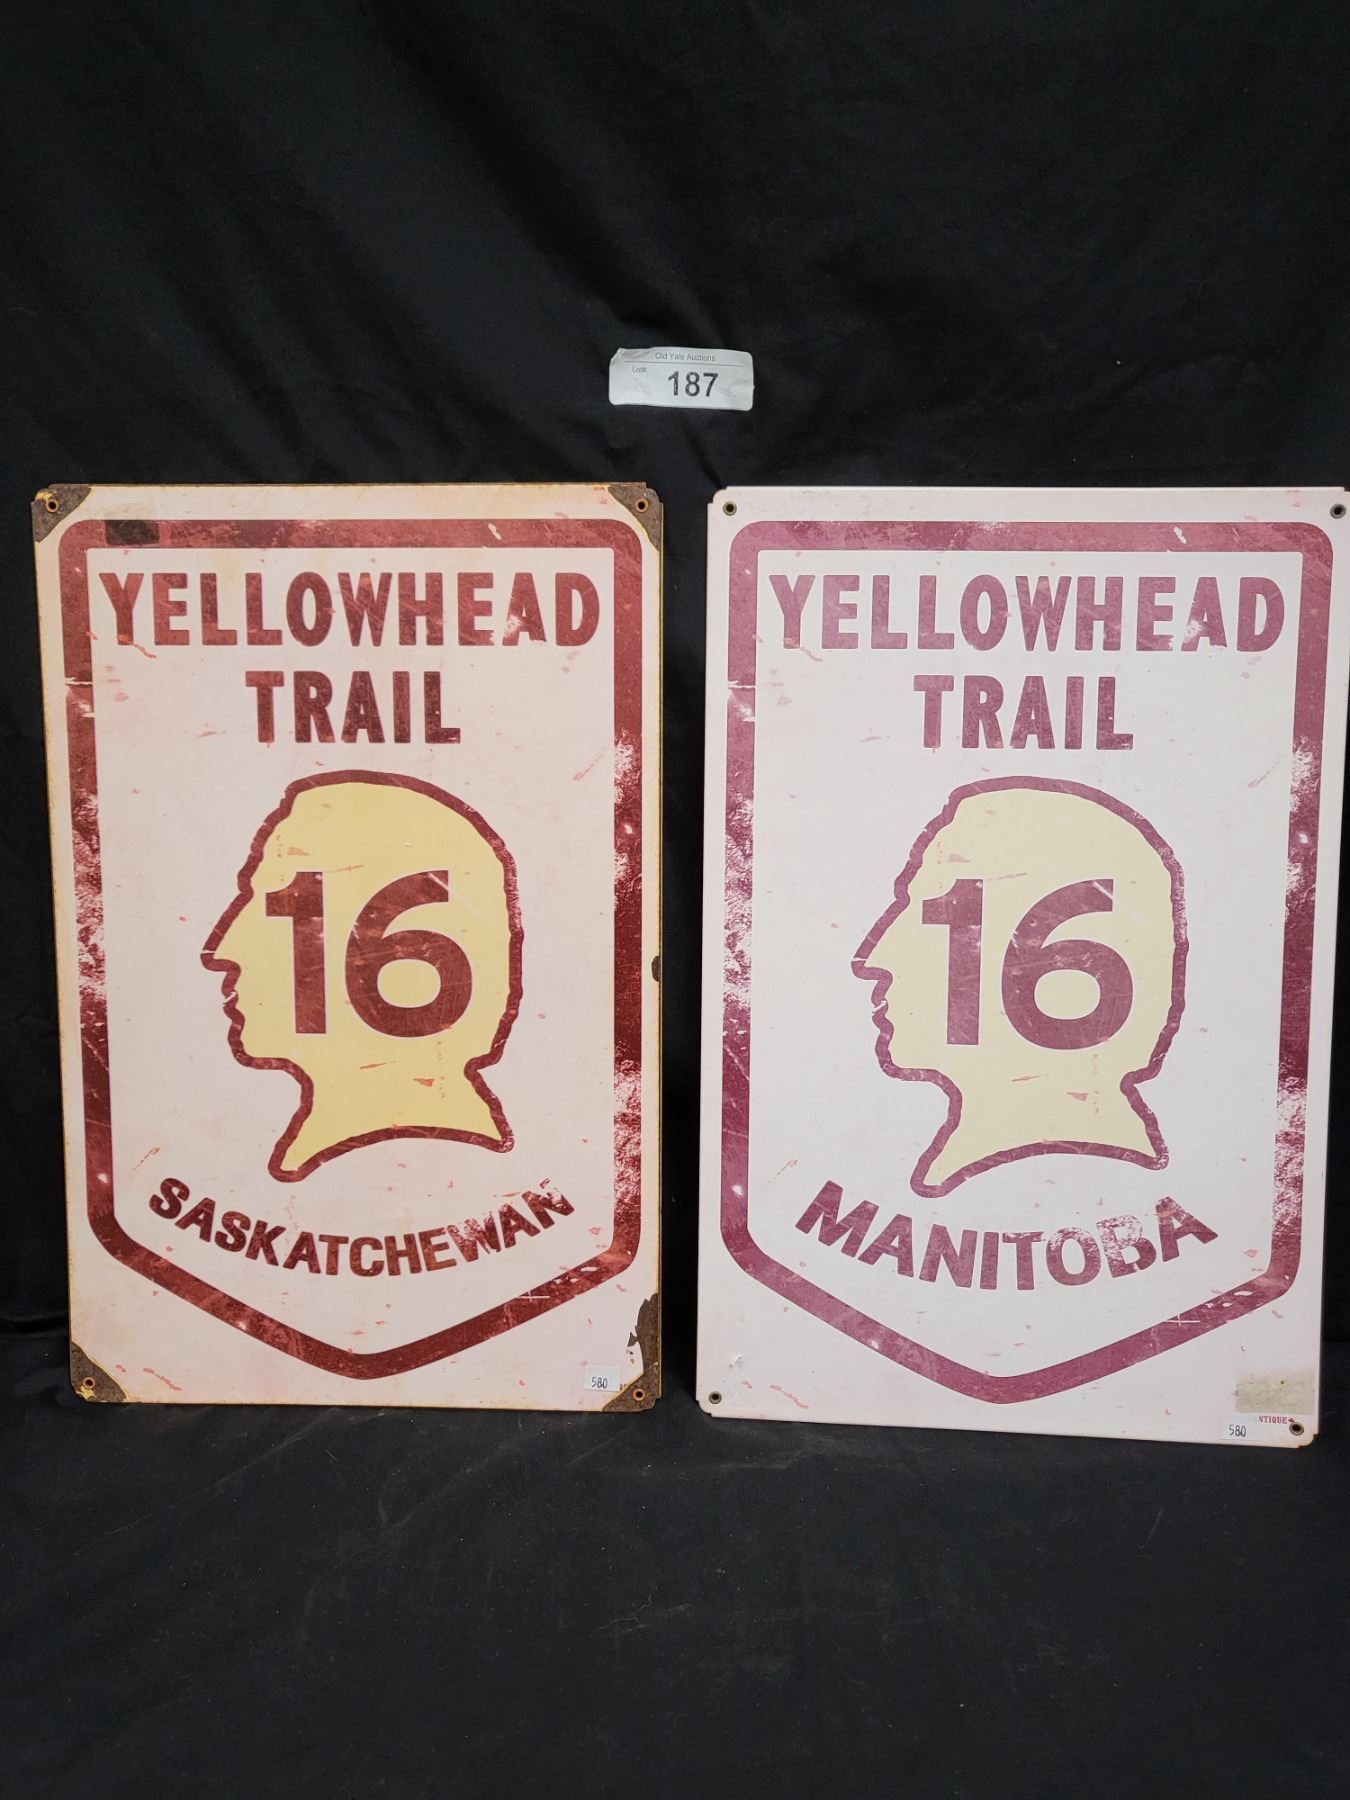 Old Yale Auctions
Lot#:
187
YELLOWHEAD
TRAIL
16
SASKATCHEWAN
580
YELLOWHEAD
TRAIL
16
MANITOBA
580